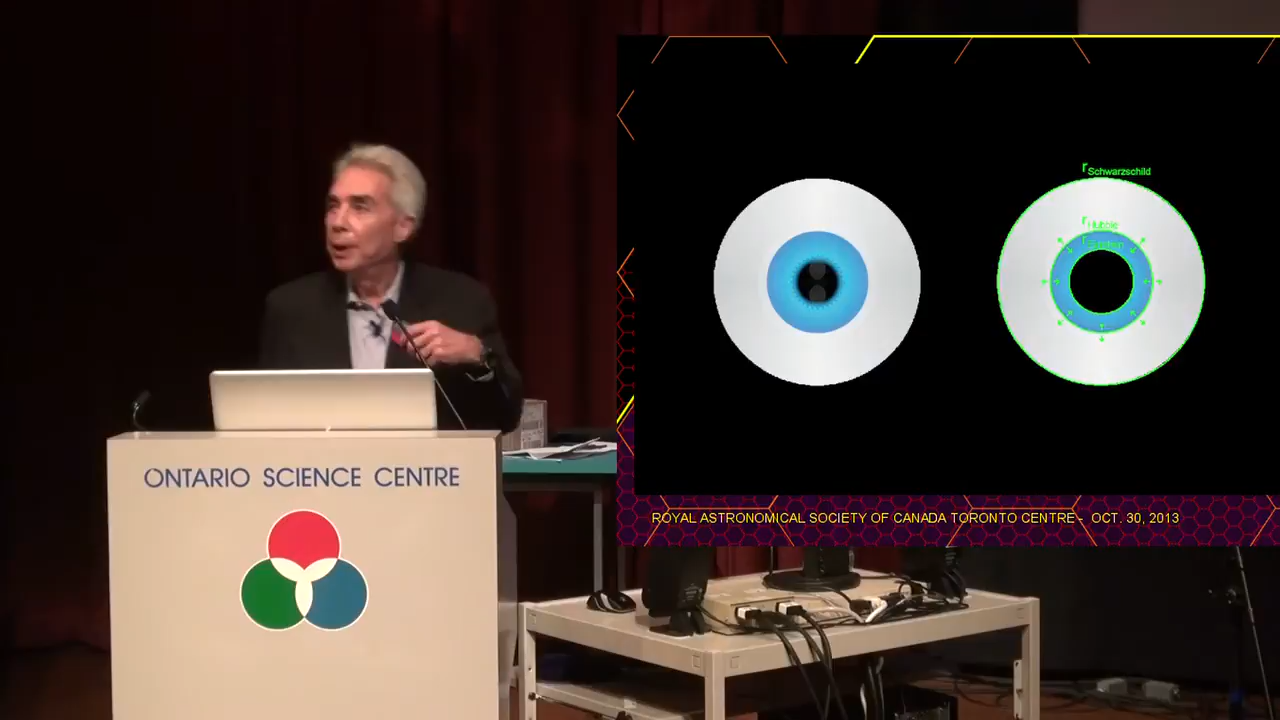 ONTARIO SCIENCE CENTRE
rSchwarzschild
rHubble
ROYAL ASTRONOMICAL SOCIETY OF CANADA TORONTO CENTRE - OCT. 30, 2013